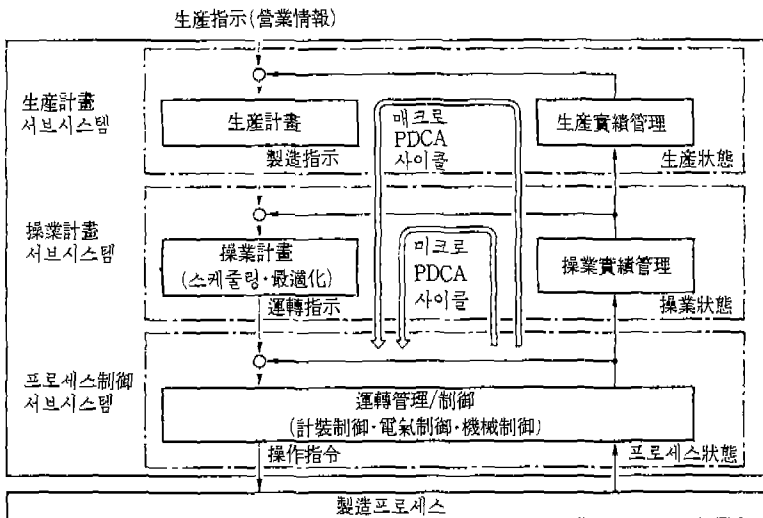 生産指示(營業情報)
生産計畫
서브시스템
生産計畫
製造指示
매크로
PDCA
사이클
生産實績管理
生産狀態
操業計畫
서브시스템
操業計畫
(스케줄링·最適化)
運轉指示
미크로
PDCA
사이클
操業實績管理
操業狀態
프로세스制御
서브시스템
運轉管理/制御
(計裝制御·電氣制御·機械制御)
操作指令
프로세스狀態
製造프로세스